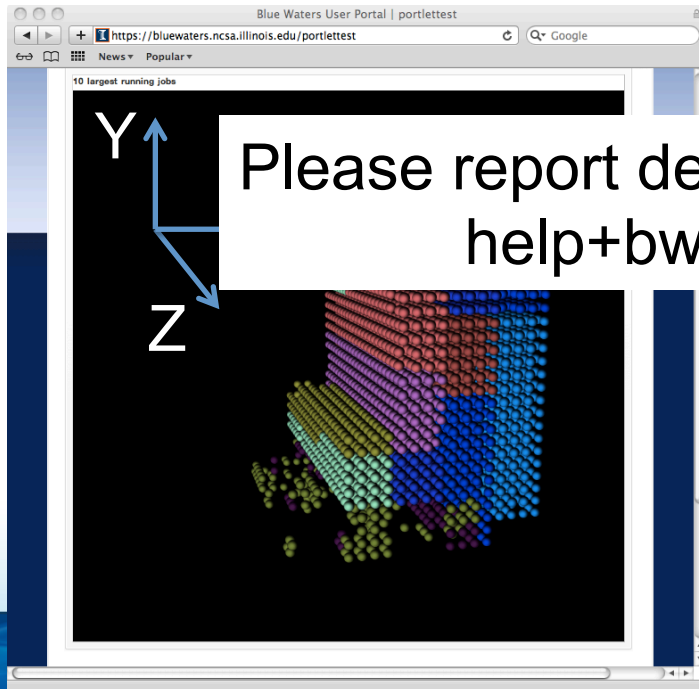 Blue Waters User Portal | portlettest
https://bluewaters.ncsa.illinois.edu/portlettest
Google
News Popular
10 largest running jobs
Y
Please report de
help+bw
Z